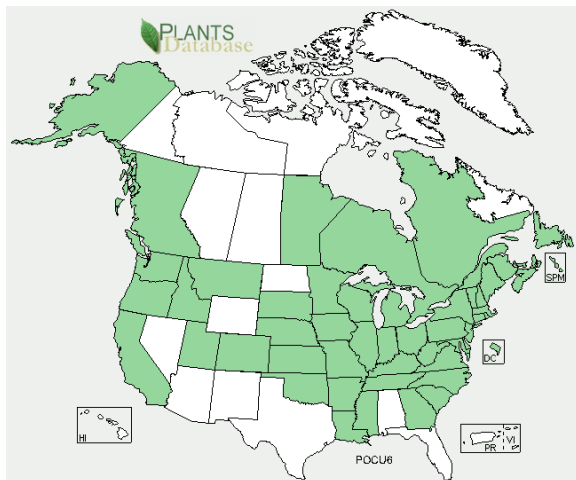 PLANTS
Database
SPM
DC
HI
PR
VI
POCU6